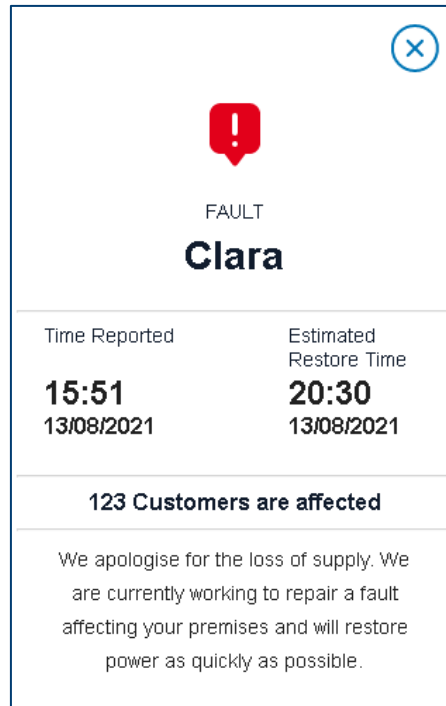 FAULT
Clara
Time Reported
15:51
13/08/2021
Estimated
Restore Time
20:30
13/08/2021
123 Customers are affected
We apologise for the loss of supply. We
are currently working to repair a fault
affecting your premises and will restore
power as quickly as possible.